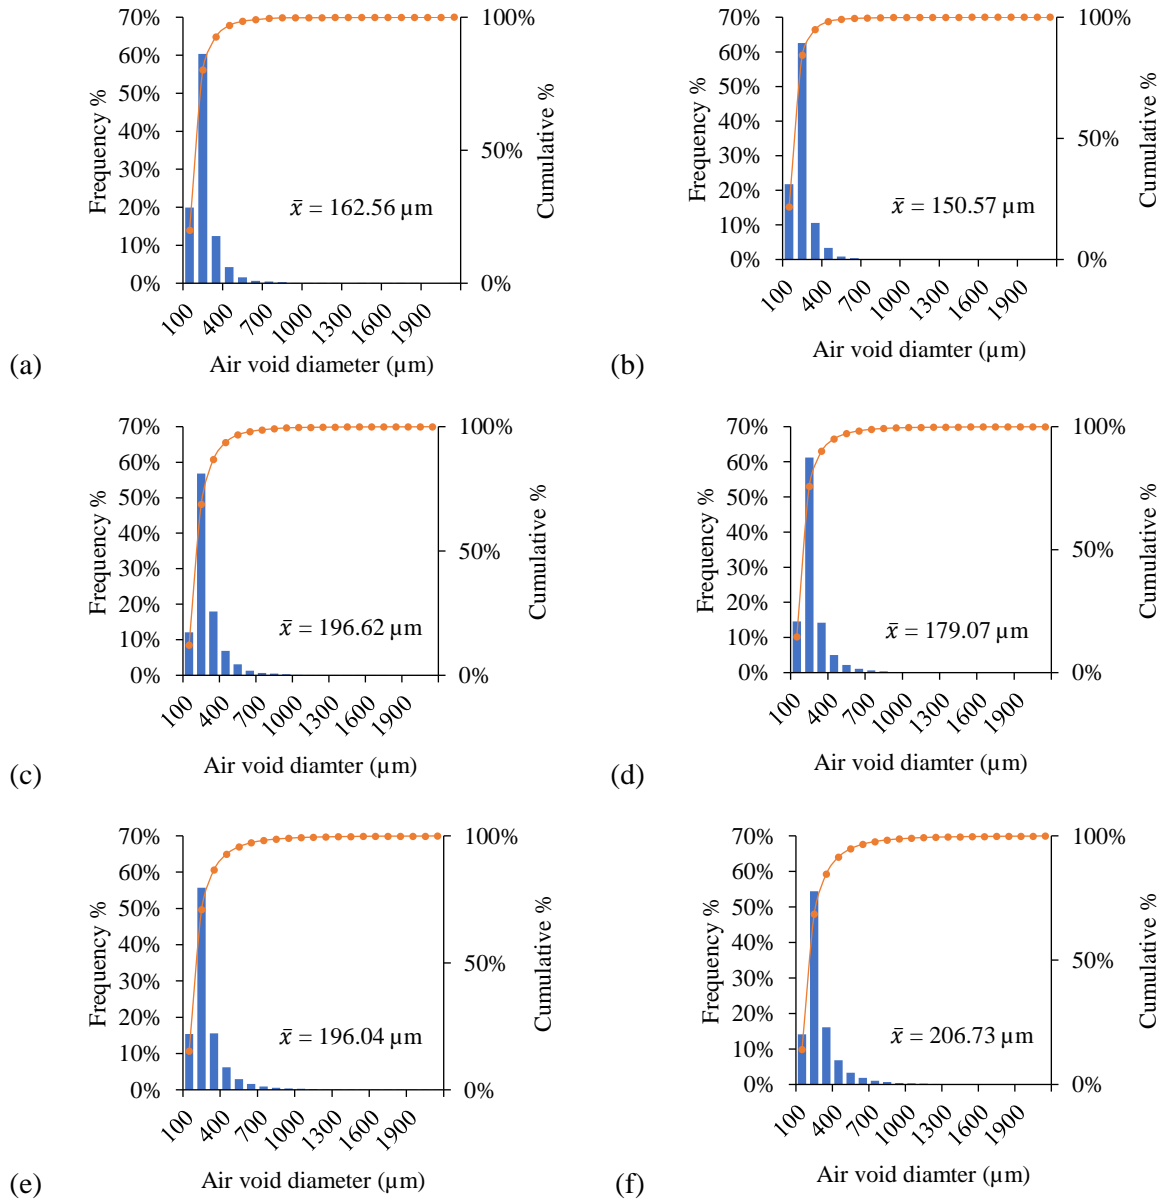 70%
60%
50%
40%
30%
20%
10%
0%
Frequency %
100%
50%
0%
Cumulative %
x̄ = 162.56 µm
100 400 700 1000 1300 1600 1900
Air void diameter (µm)
(a)
70%
60%
50%
40%
30%
20%
10%
0%
Frequency %
100%
50%
0%
Cumulative %
x̄ = 150.57 µm
100 400 700 1000 1300 1600 1900
Air void diamter (µm)
(b)
70%
60%
50%
40%
30%
20%
10%
0%
Frequency %
100%
50%
0%
Cumulative %
x̄ = 196.62 µm
100 400 700 1000 1300 1600 1900
Air void diamter (µm)
(c)
70%
60%
50%
40%
30%
20%
10%
0%
Frequency %
100%
50%
0%
Cumulative %
x̄ = 179.07 µm
100 400 700 1000 1300 1600 1900
Air void diamter (µm)
(d)
70%
60%
50%
40%
30%
20%
10%
0%
Frequency %
100%
50%
0%
Cumulative %
x̄ = 196.04 µm
100 400 700 1000 1300 1600 1900
Air void diamter (µm)
(e)
70%
60%
50%
40%
30%
20%
10%
0%
Frequency %
100%
50%
0%
Cumulative %
x̄ = 206.73 µm
100 400 700 1000 1300 1600 1900
Air void diamter (µm)
(f)